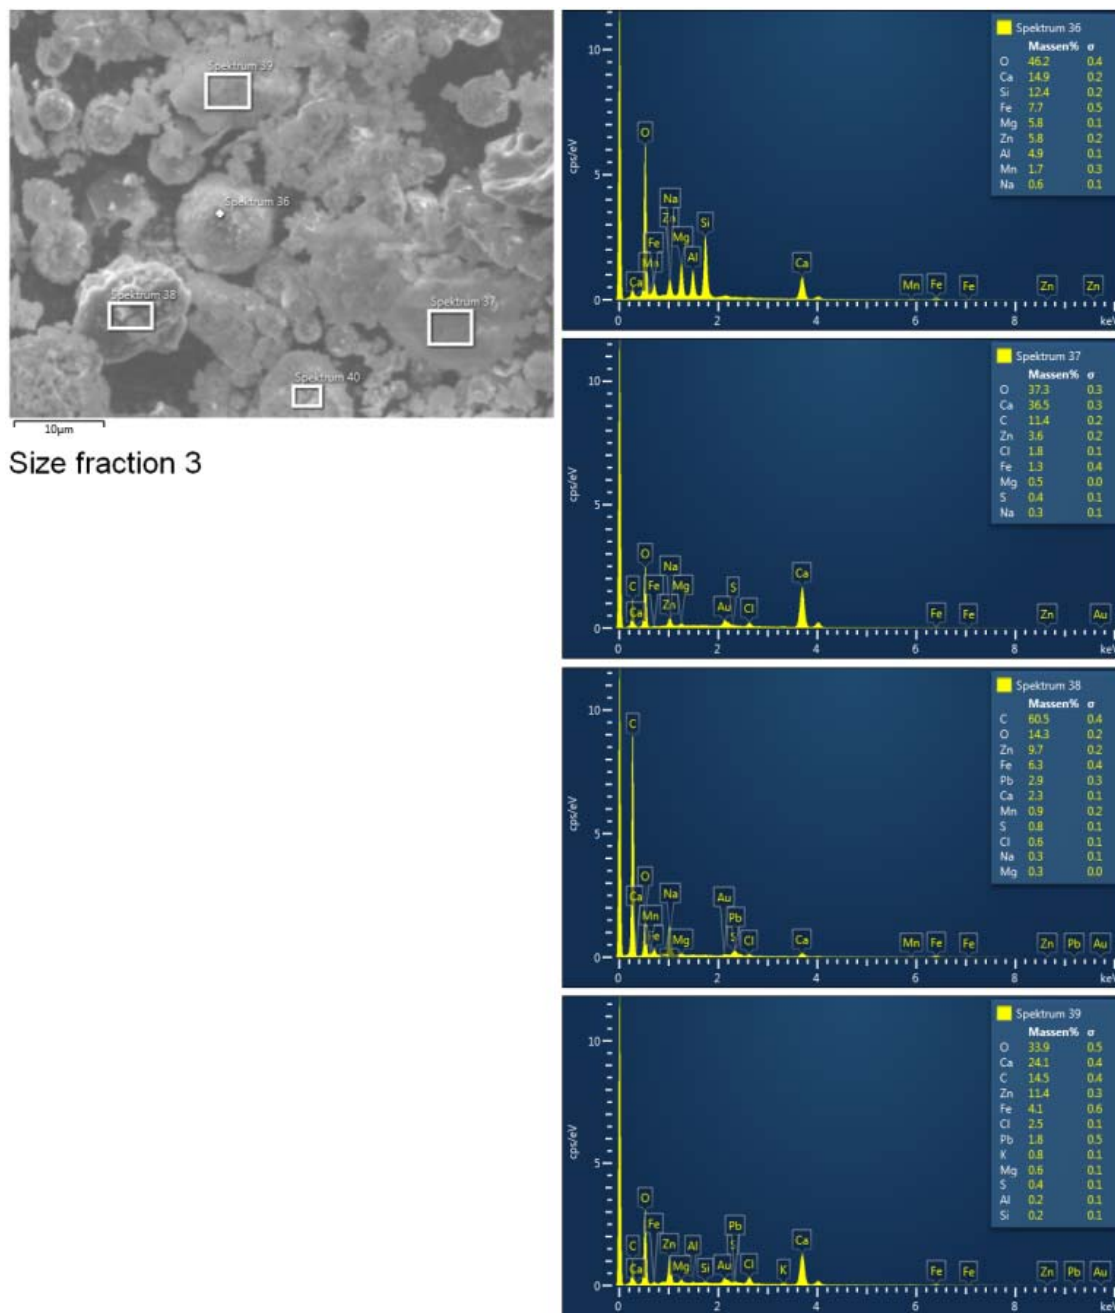 Spektrum 39
Spektrum 36
Spektrum 38
Spektrum 37
Spektrum 40
10µm
Size fraction 3
Spektrum 36
Massen% σ
O 46.2 0.4
Ca 14.9 0.2
Si 12.4 0.2
Fe 7.7 0.5
Mg 5.8 0.1
Zn 5.8 0.2
Al 4.9 0.1
Mn 1.7 0.3
Na 0.6 0.1
cps/eV
10
5
0
O
Na
Zn
Fe
Mg
Si
Mn
Al
Ca
Ca
Mn
Fe
Fe
Zn
Zn
0 2 4 6 8 keV
Spektrum 37
Massen% σ
O 37.3 0.3
Ca 36.5 0.3
C 11.4 0.2
Zn 3.6 0.2
Cl 1.8 0.1
Fe 1.3 0.4
Mg 0.5 0.0
S 0.4 0.1
Na 0.3 0.1
cps/eV
10
5
0
O
Na
C
Fe
Mg
S
Ca
Ca
Zn
Au
Cl
Fe
Fe
Zn
Au
0 2 4 6 8 keV
Spektrum 38
Massen% σ
C 60.5 0.4
O 14.3 0.2
Zn 9.7 0.2
Fe 6.3 0.4
Pb 2.9 0.3
Ca 2.3 0.1
Mn 0.9 0.2
S 0.8 0.1
Cl 0.6 0.1
Na 0.3 0.1
Mg 0.3 0.0
cps/eV
10
5
0
C
O
Ca
Na
Au
Mn
Pb
Fe
Mg
S
Cl
Ca
Mn
Fe
Fe
Zn
Pb
Au
0 2 4 6 8 keV
Spektrum 39
Massen% σ
O 33.9 0.5
Ca 24.1 0.4
C 14.5 0.4
Zn 11.4 0.3
Fe 4.1 0.6
Cl 2.5 0.1
Pb 1.8 0.5
K 0.8 0.1
Mg 0.6 0.1
S 0.4 0.1
Al 0.2 0.1
Si 0.2 0.1
cps/eV
10
5
0
O
Fe
Pb
C
Zn
Al
S
Ca
Ca
Mg
Si
Au
Cl
K
Fe
Fe
Zn
Pb
Au
0 2 4 6 8 keV